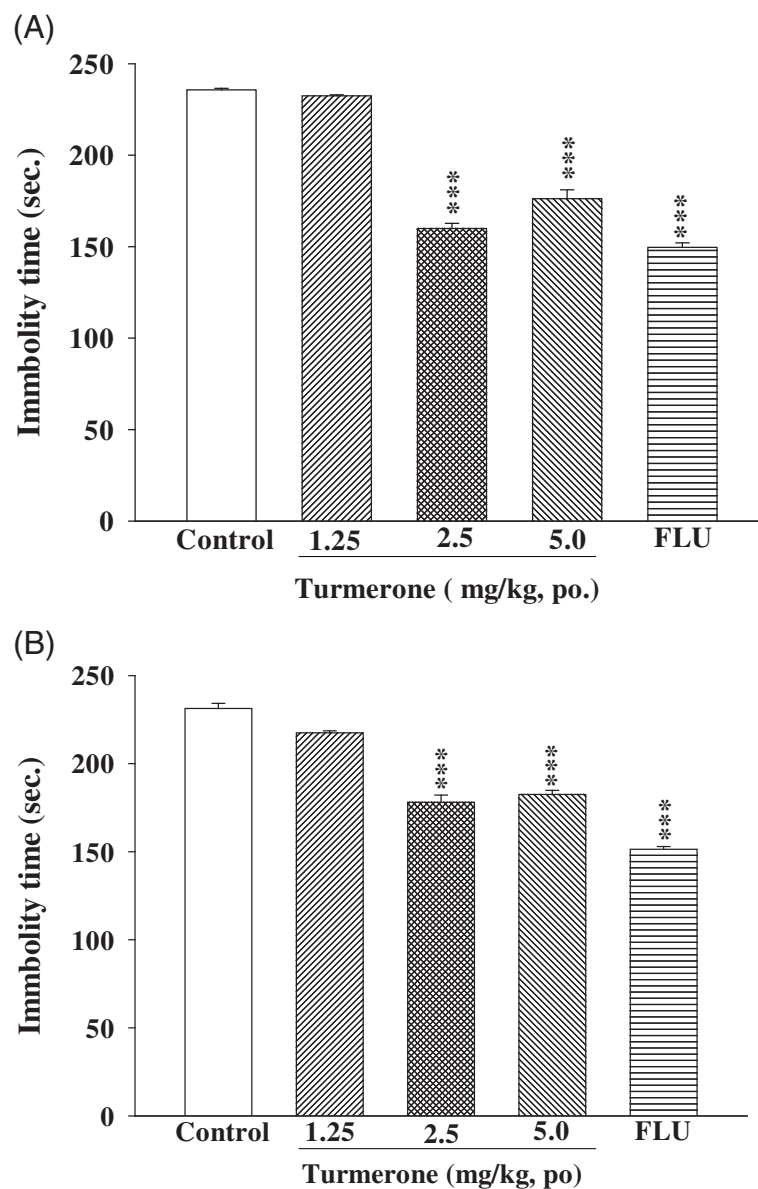 (A)
250
200
150
100
50
0
Immbolity time (sec.)
***
***
***
Control 1.25 2.5 5.0 FLU
Turmerone ( mg/kg, po.)
(B)
250
200
150
100
50
0
Immbolity time (sec.)
***
***
***
Control 1.25 2.5 5.0 FLU
Turmerone (mg/kg, po)